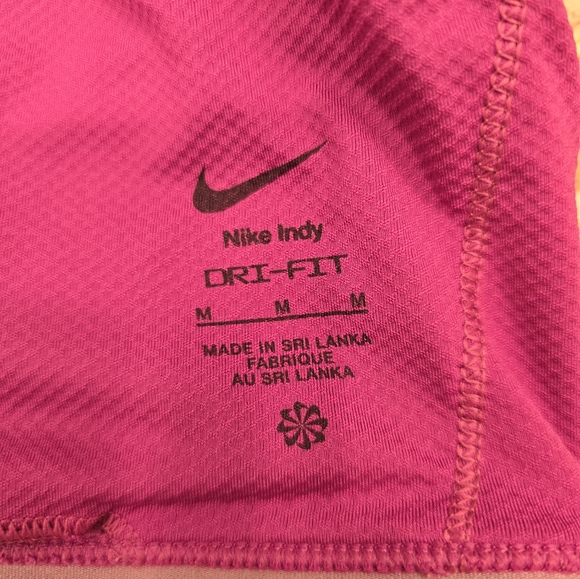 Nike Indy
DRI-FIT
M M M
MADE IN SRI LANKA
FABRIQUE
AU SRI LANKA